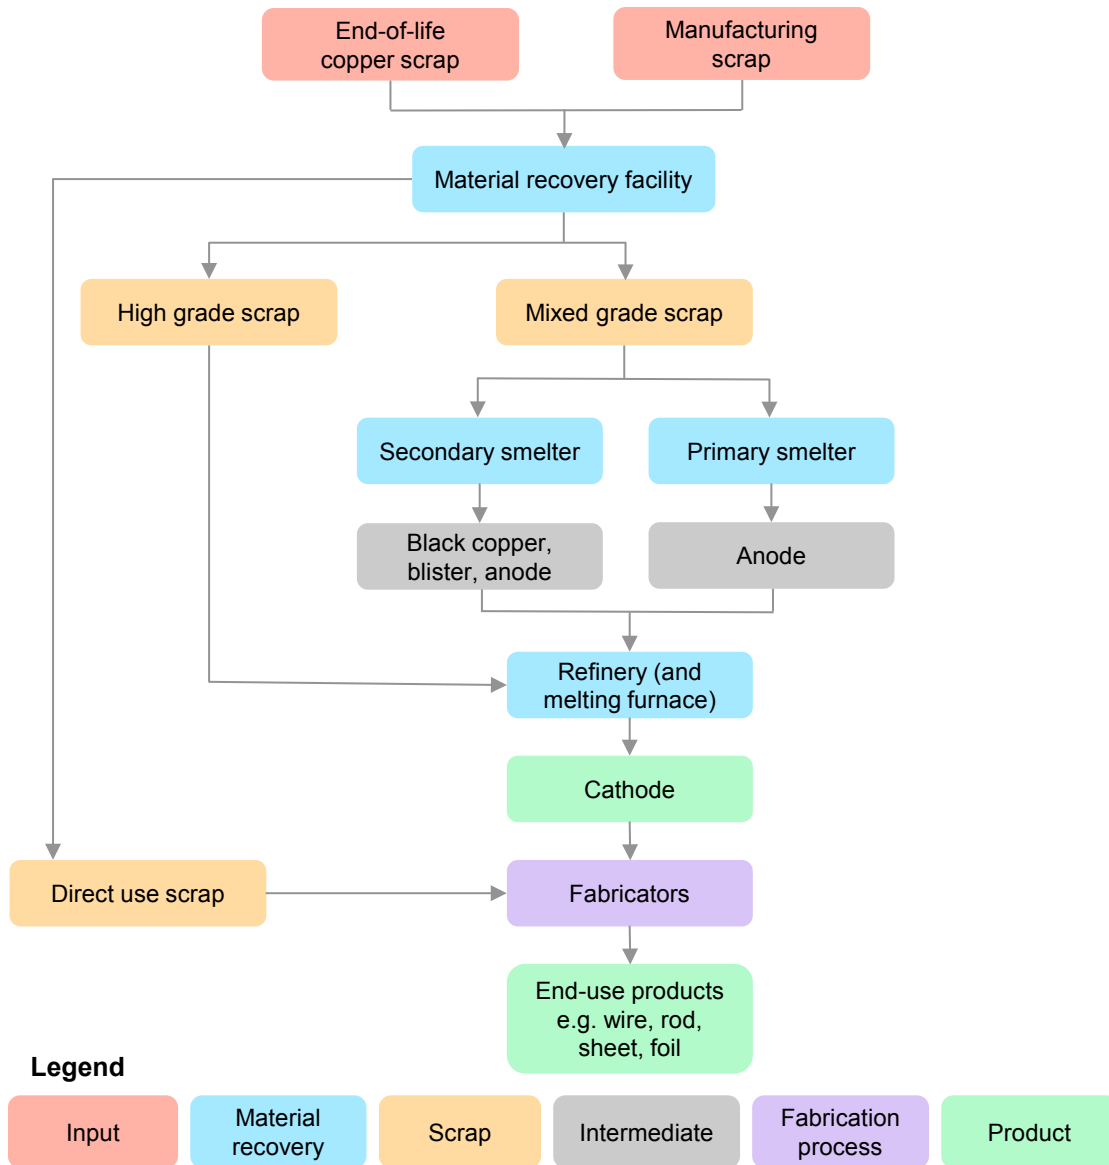 End-of-life
copper scrap
Manufacturing
scrap
Material recovery facility
High grade scrap
Mixed grade scrap
Secondary smelter
Primary smelter
Black copper,
blister, anode
Anode
Refinery (and
melting furnace)
Cathode
Direct use scrap
Fabricators
End-use products
e.g. wire, rod,
sheet, foil
Legend
Input
Material
recovery
Scrap
Intermediate
Fabrication
process
Product